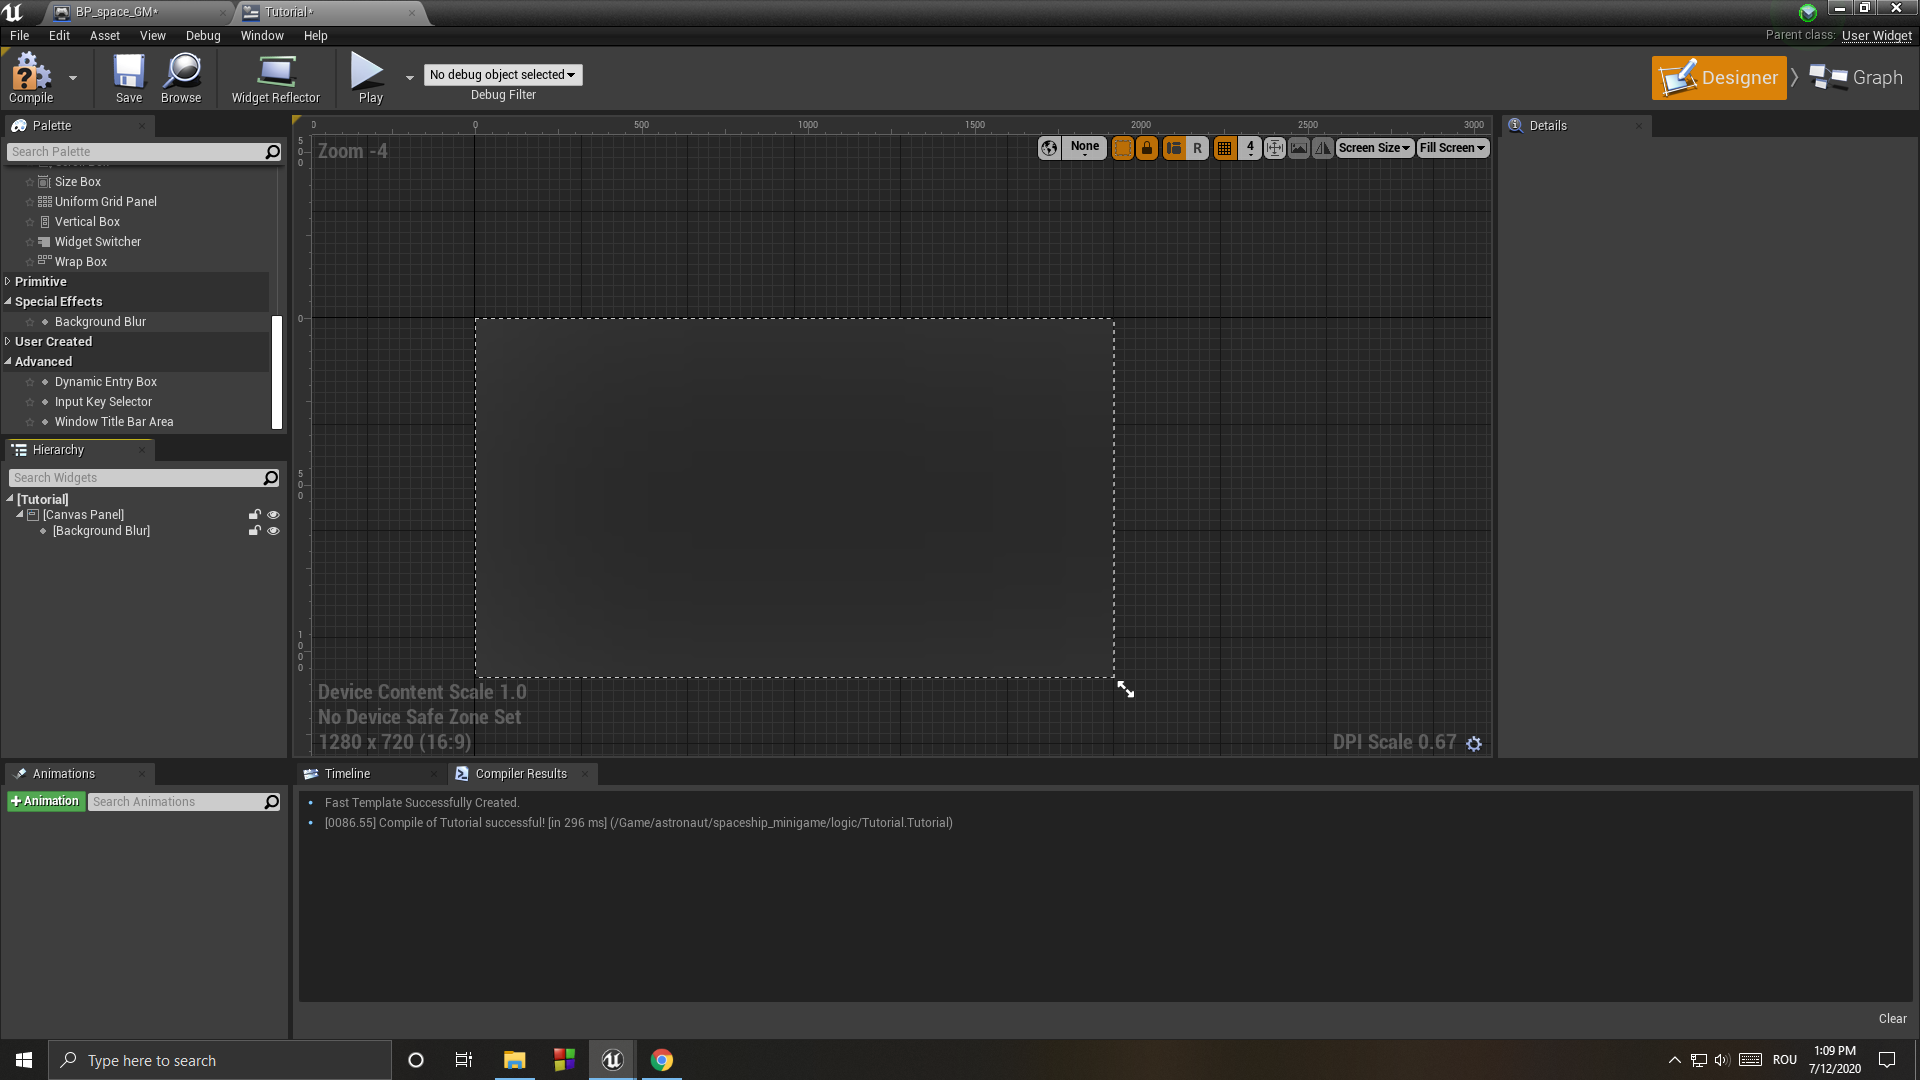 BP_space_GM*
Tutorial*
File Edit Asset View Debug Window Help
Parent class: User Widget
Compile
Save
Browse
Widget Reflector
Play
No debug object selected
Debug Filter
Designer
Graph
Palette
Search Palette
Size Box
Uniform Grid Panel
Vertical Box
Widget Switcher
Wrap Box
Primitive
Special Effects
Background Blur
User Created
Advanced
Dynamic Entry Box
Input Key Selector
Window Title Bar Area
Hierarchy
Search Widgets
[Tutorial]
[Canvas Panel]
[Background Blur]
0 500 1000 1500 2000 2500 3000
Zoom -4
None
R
4
Screen Size
Fill Screen
500
0
500
1000
Device Content Scale 1.0
No Device Safe Zone Set
1280 x 720 (16:9)
DPI Scale 0.67
Details
Animations
+ Animation
Search Animations
Timeline
Compiler Results
• Fast Template Successfully Created.
• [0086.55] Compile of Tutorial successful! [in 296 ms] (/Game/astronaut/spaceship_minigame/logic/Tutorial.Tutorial)
Clear
Type here to search
ROU
1:09 PM
7/12/2020